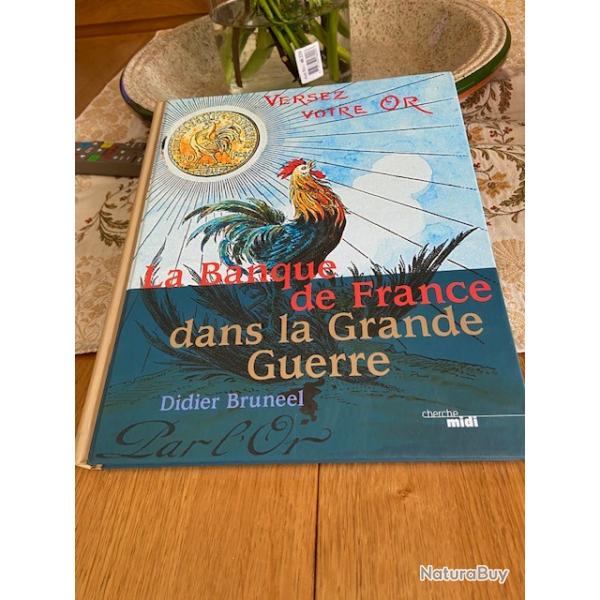 VERSEZ
VOTRE OR
La Banque
de France
dans la Grande
Guerre
Didier Bruneel
cherche
midi
Par l'Or
NaturaBuy